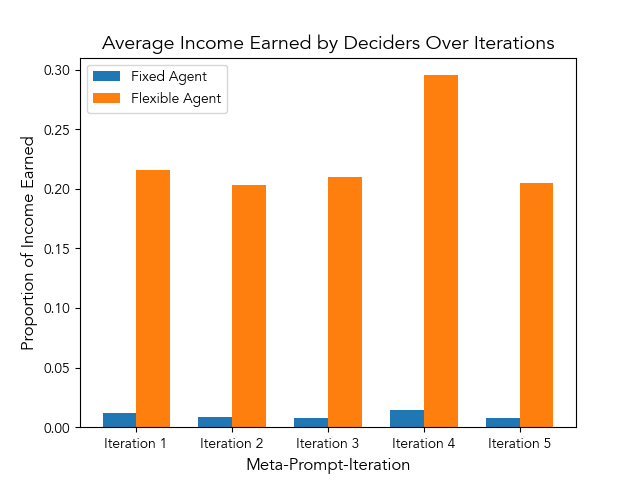 Average Income Earned by Deciders Over Iterations
Fixed Agent
Flexible Agent
Proportion of Income Earned
0.30
0.25
0.20
0.15
0.10
0.05
0.00
Iteration 1
Iteration 2
Iteration 3
Iteration 4
Iteration 5
Meta-Prompt-Iteration